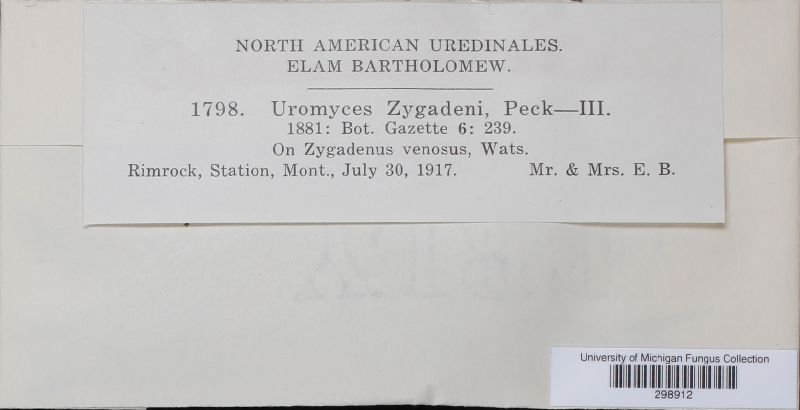 NORTH AMERICAN UREDINALES.
ELAM BARTHOLOMEW.
1798. Uromyces Zygadeni, Peck—III.
1881: Bot. Gazette 6: 239.
On Zygadenus venosus, Wats.
Rimrock, Station, Mont., July 30, 1917. Mr. & Mrs. E. B.
University of Michigan Fungus Collection
298912